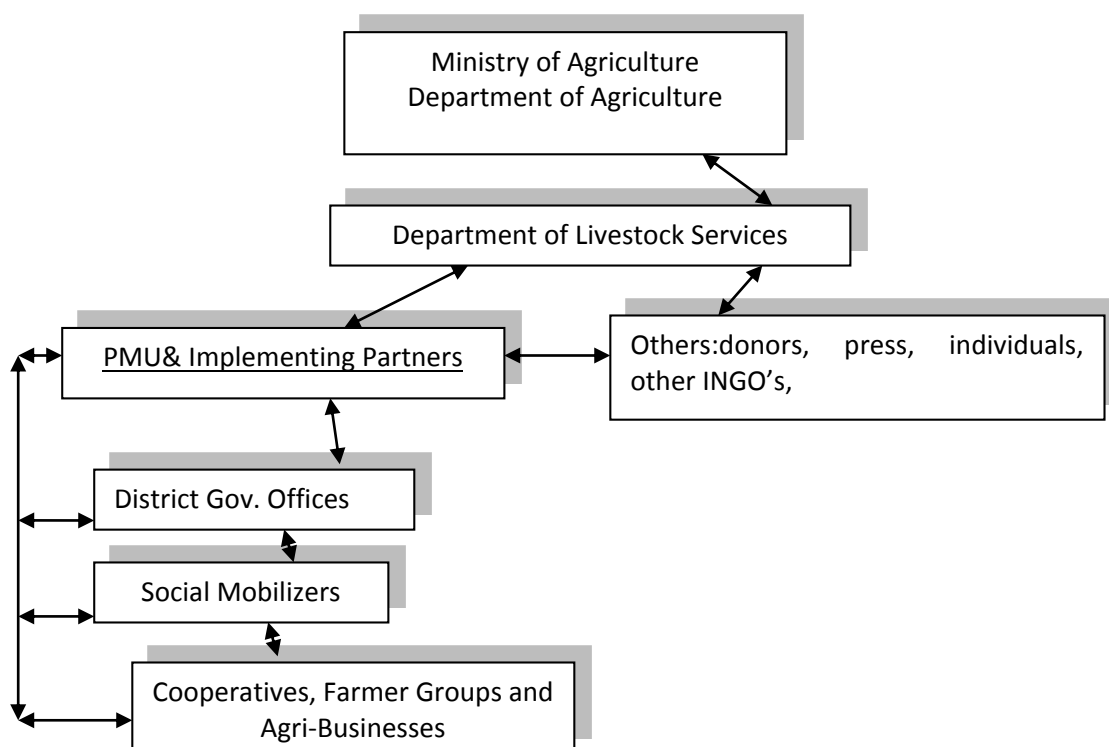 Ministry of Agriculture
Department of Agriculture
Department of Livestock Services
PMU& Implementing Partners
Others:donors, press, individuals,
other INGO's,
District Gov. Offices
Social Mobilizers
Cooperatives, Farmer Groups and
Agri-Businesses